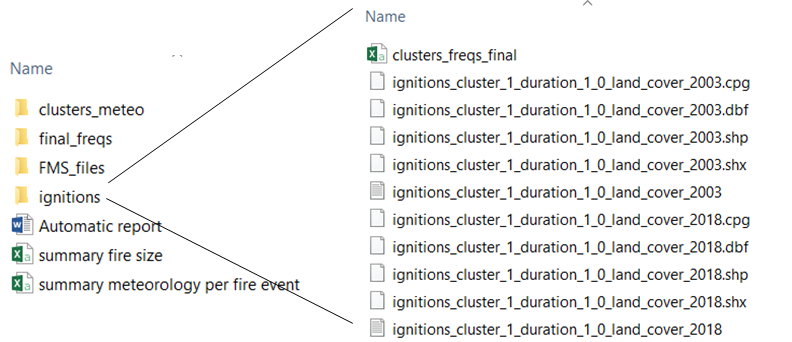 Name
clusters_meteo
final_freqs
FMS_files
ignitions
Automatic report
summary fire size
summary meteorology per fire event
Name
clusters_freqs_final
ignitions_cluster_1_duration_1_0_land_cover_2003.cpg
ignitions_cluster_1_duration_1_0_land_cover_2003.dbf
ignitions_cluster_1_duration_1_0_land_cover_2003.shp
ignitions_cluster_1_duration_1_0_land_cover_2003.shx
ignitions_cluster_1_duration_1_0_land_cover_2003
ignitions_cluster_1_duration_1_0_land_cover_2018.cpg
ignitions_cluster_1_duration_1_0_land_cover_2018.dbf
ignitions_cluster_1_duration_1_0_land_cover_2018.shp
ignitions_cluster_1_duration_1_0_land_cover_2018.shx
ignitions_cluster_1_duration_1_0_land_cover_2018